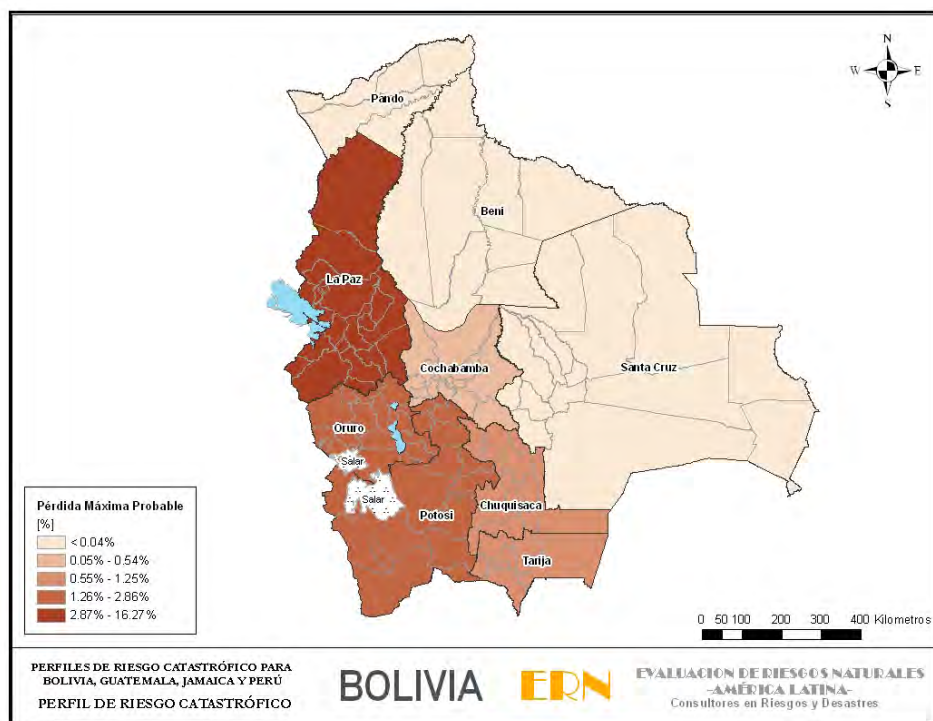 N
W E
S
Pando
Beni
La Paz
Cochabamba
Santa Cruz
Oruro
Salar
Salar
Potosi
Chuquisaca
Tarija
Pérdida Máxima Probable
[%]
<0.04%
0.05% - 0.54%
0.55% - 1.25%
1.26% - 2.86%
2.87% - 16.27%
0 50 100 200 300 400 Kilometros
PERFILES DE RIESGO CATASTRÓFICO PARA
BOLIVIA, GUATEMALA, JAMAICA Y PERÚ
PERFIL DE RIESGO CATASTRÓFICO
BOLIVIA
ERN
EVALUACION DE RIESGOS NATURALES
-AMÉRICA LATINA-
Consultores en Riesgos y Desastres